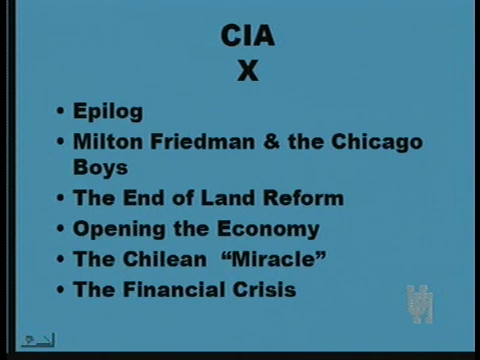 CIA
X
• Epilog
• Milton Friedman & the Chicago
Boys
• The End of Land Reform
• Opening the Economy
• The Chilean “Miracle”
• The Financial Crisis